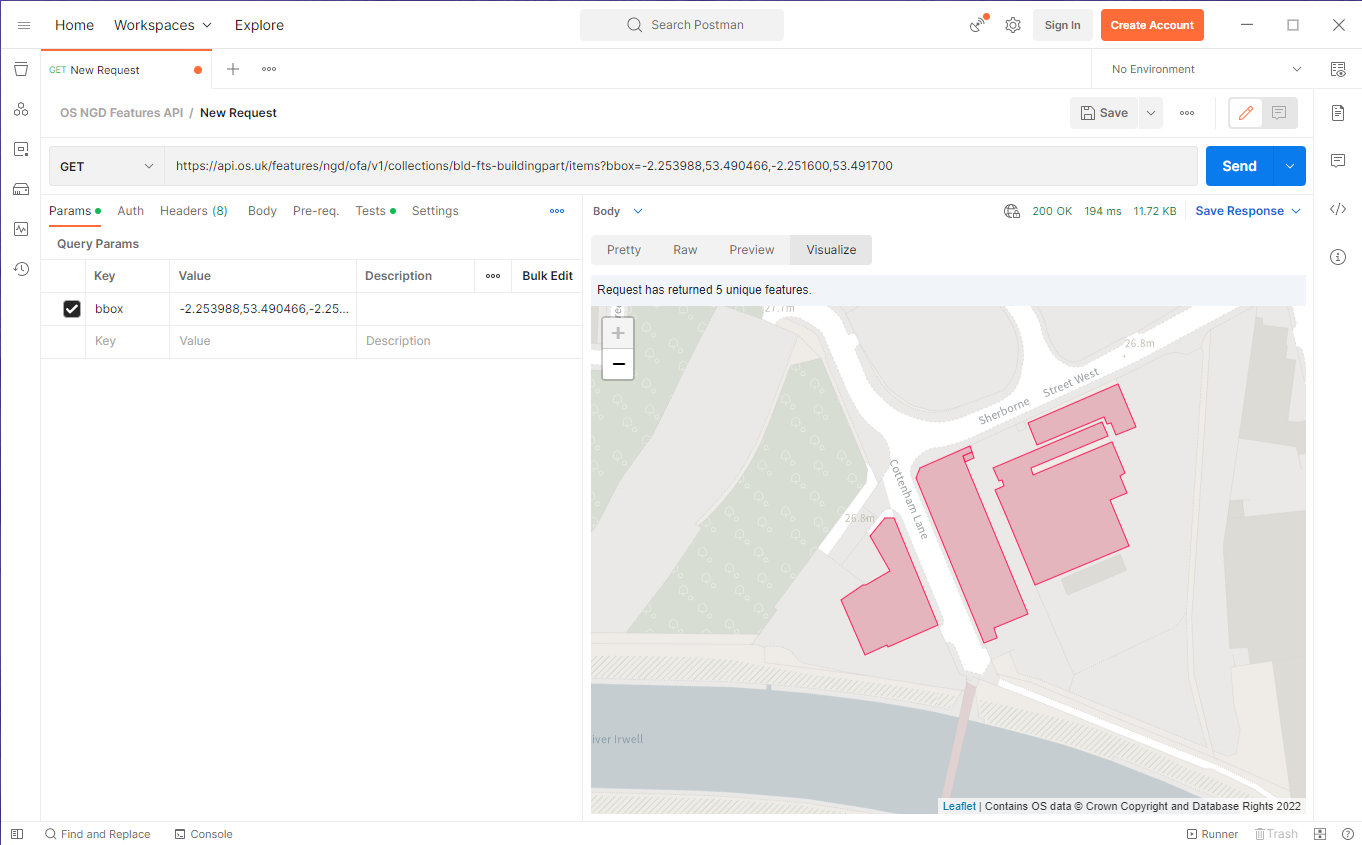 Home
Workspaces
Explore
Search Postman
Sign In
Create Account
GET New Request
No Environment
OS NGD Features API / New Request
Save
GET
https://api.os.uk/features/ngd/ofa/v1/collections/bld-fts-buildingpart/items?bbox=-2.253988,53.490466,-2.251600,53.491700
Send
Params
Auth
Headers (8)
Body
Pre-req.
Tests
Settings
Body
200 OK
194 ms
11.72 KB
Save Response
Query Params
Pretty
Raw
Preview
Visualize
Key
Value
Description
Bulk Edit
bbox
-2.253988,53.490466,-2.25...
Key
Value
Description
Request has returned 5 unique features.
+
−
27.7m
26.8m
Sherborne Street West
Cottenham Lane
26.8m
iver Irwell
Leaflet | Contains OS data © Crown Copyright and Database Rights 2022
Find and Replace
Console
Runner
Trash